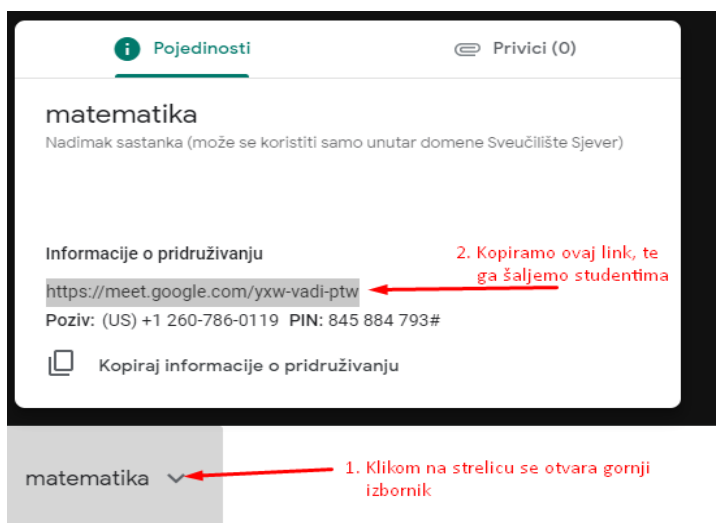 Pojedinosti
Privici (0)
matematika
Nadimak sastanka (može se koristiti samo unutar domene Sveučilište Sjever)
Informacije o pridruživanju
2. Kopiramo ovaj link, te
ga šaljemo studentima
https://meet.google.com/yxw-vadi-ptw
Poziv: (US) +1 260-786-0119 PIN: 845 884 793#
Kopiraj informacije o pridruživanju
matematika
1. Klikom na strelicu se otvara gornji
izbornik